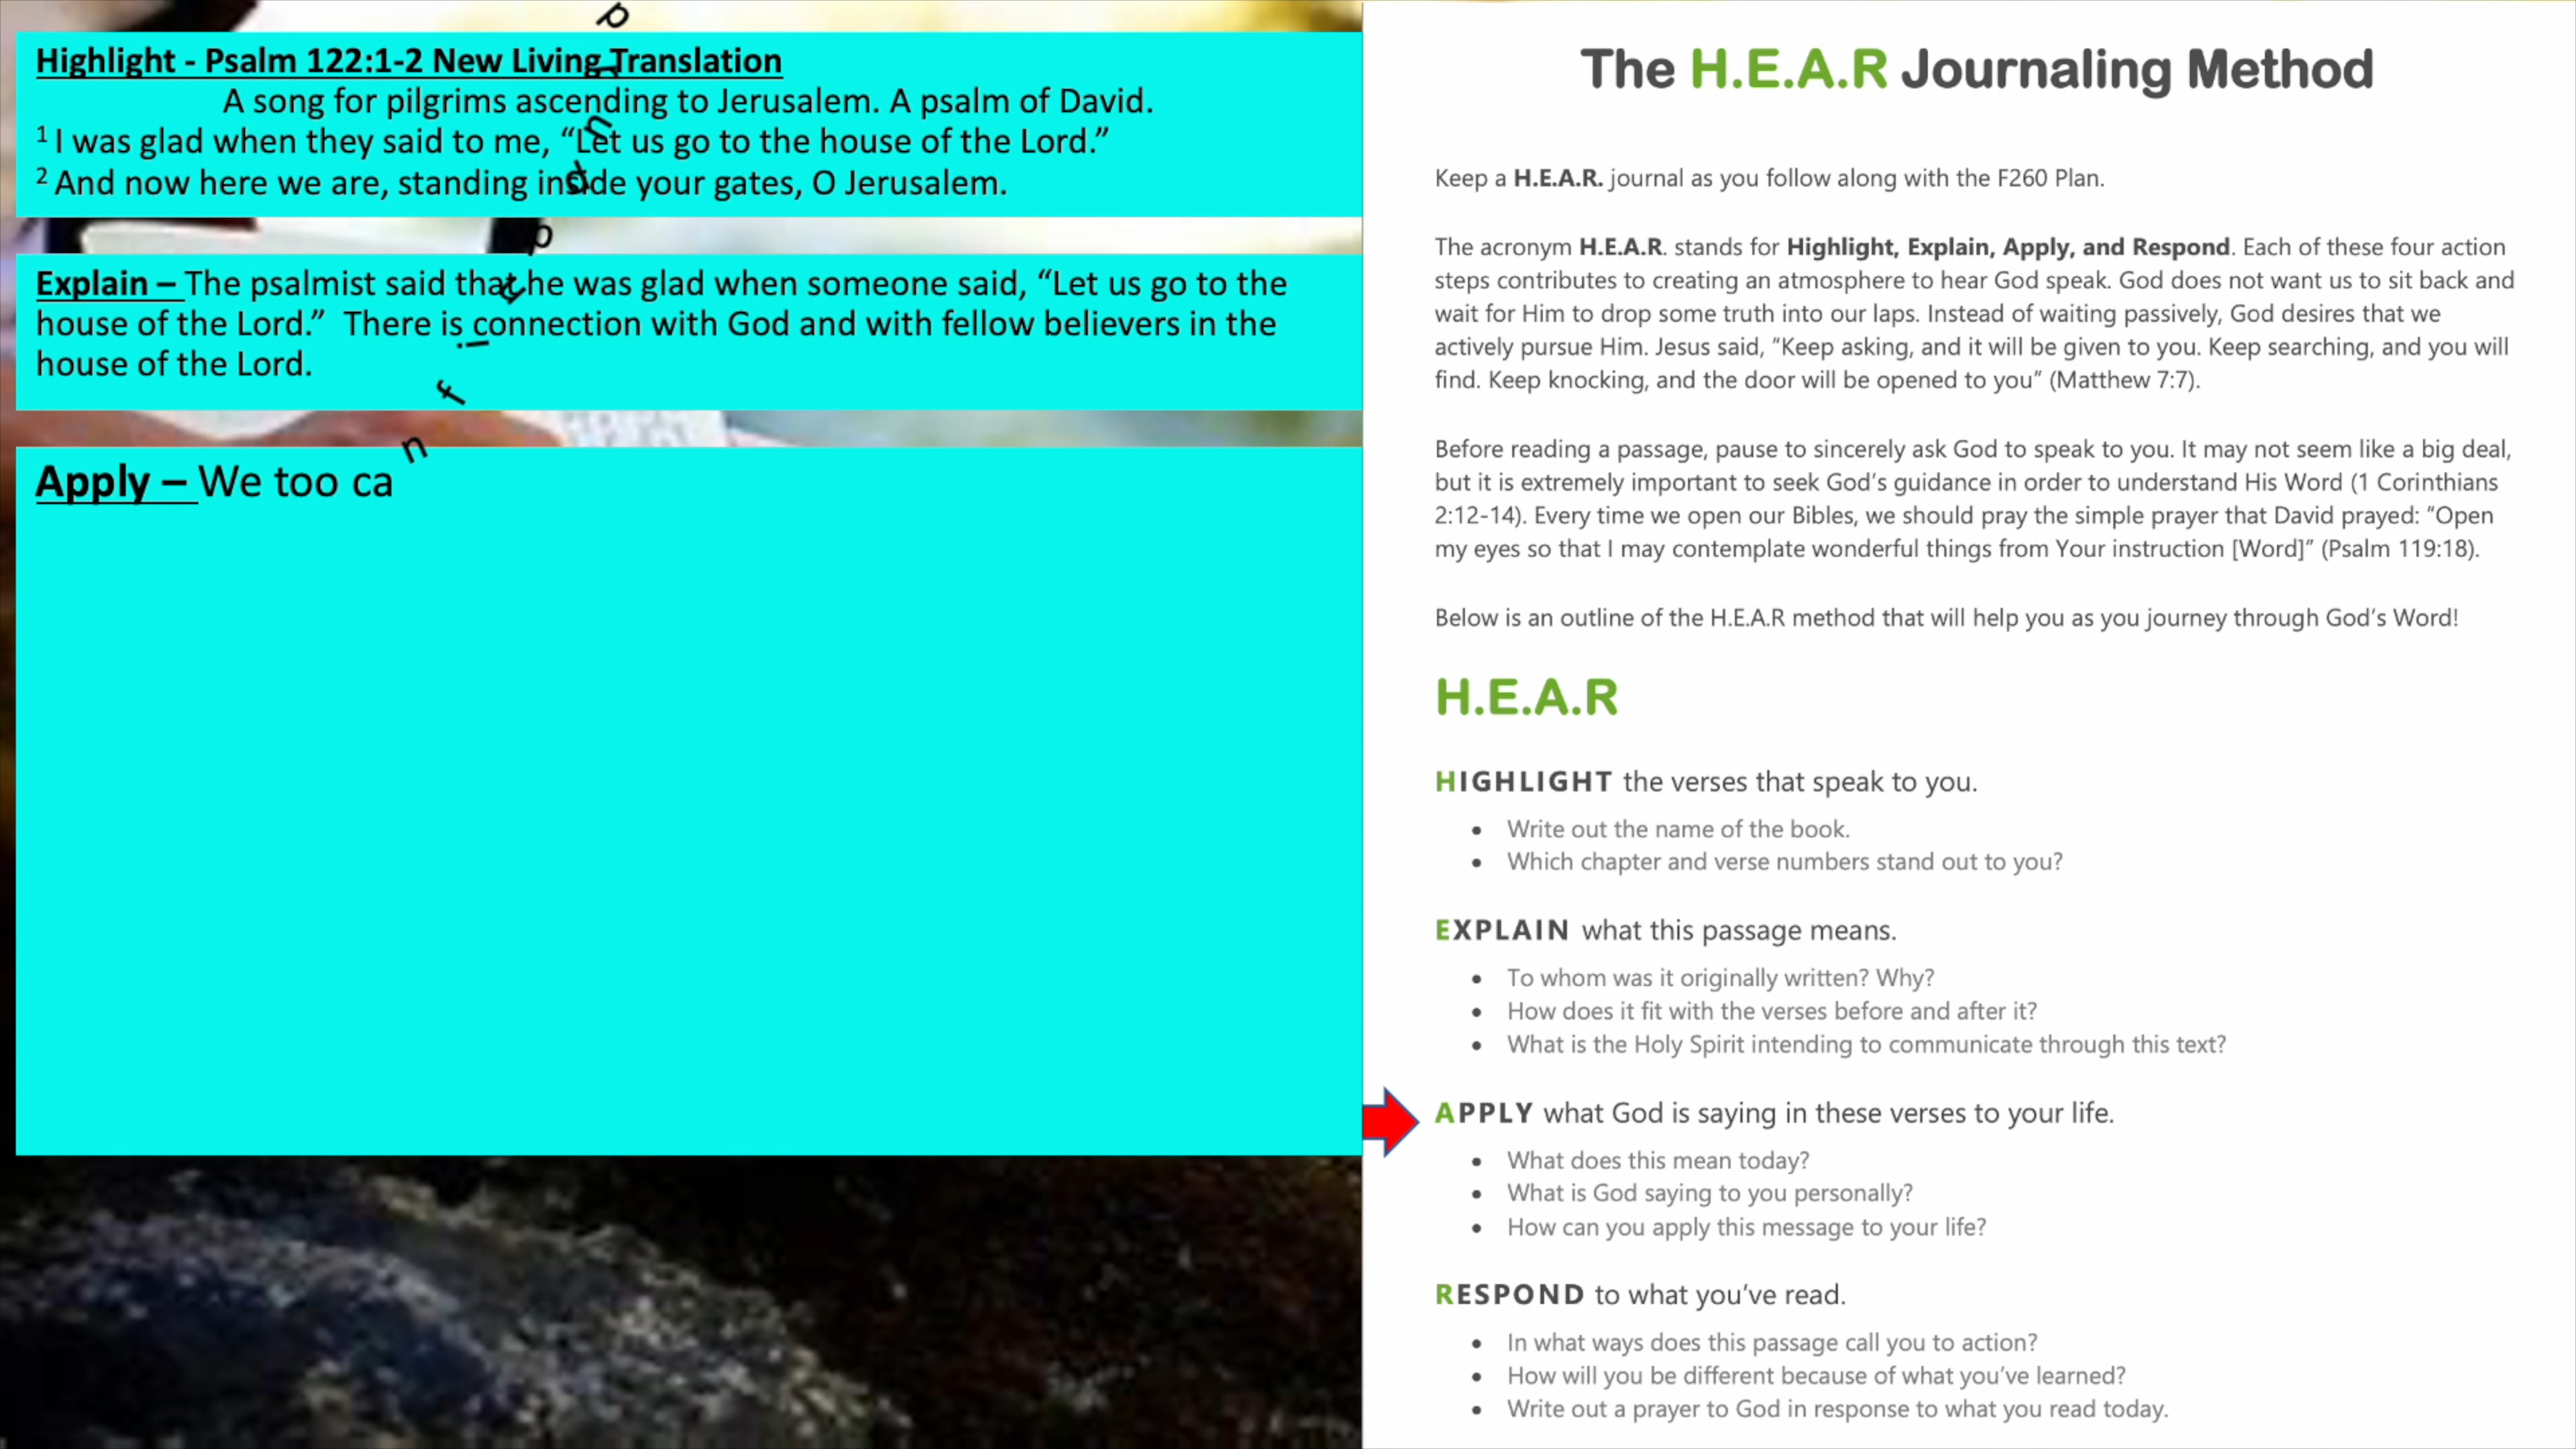 Highlight - Psalm 122:1-2 New Living Translation
A song for pilgrims ascending to Jerusalem. A psalm of David.
1 I was glad when they said to me, “Let us go to the house of the Lord.”
2 And now here we are, standing inside your gates, O Jerusalem.
Explain – The psalmist said that he was glad when someone said, “Let us go to the
house of the Lord.”  There is connection with God and with fellow believers in the
house of the Lord.
Apply – We too can
The H.E.A.R Journaling Method
Keep a H.E.A.R. journal as you follow along with the F260 Plan.
The acronym H.E.A.R. stands for Highlight, Explain, Apply, and Respond. Each of these four action
steps contributes to creating an atmosphere to hear God speak. God does not want us to sit back and
wait for Him to drop some truth into our laps. Instead of waiting passively, God desires that we
actively pursue Him. Jesus said, “Keep asking, and it will be given to you. Keep searching, and you will
find. Keep knocking, and the door will be opened to you” (Matthew 7:7).
Before reading a passage, pause to sincerely ask God to speak to you. It may not seem like a big deal,
but it is extremely important to seek God’s guidance in order to understand His Word (1 Corinthians
2:12-14). Every time we open our Bibles, we should pray the simple prayer that David prayed: “Open
my eyes so that I may contemplate wonderful things from Your instruction [Word]” (Psalm 119:18).
Below is an outline of the H.E.A.R method that will help you as you journey through God’s Word!
H.E.A.R
HIGHLIGHT the verses that speak to you.
• Write out the name of the book.
• Which chapter and verse numbers stand out to you?
EXPLAIN what this passage means.
• To whom was it originally written? Why?
• How does it fit with the verses before and after it?
• What is the Holy Spirit intending to communicate through this text?
APPLY what God is saying in these verses to your life.
• What does this mean today?
• What is God saying to you personally?
• How can you apply this message to your life?
RESPOND to what you’ve read.
• In what ways does this passage call you to action?
• How will you be different because of what you’ve learned?
• Write out a prayer to God in response to what you read today.